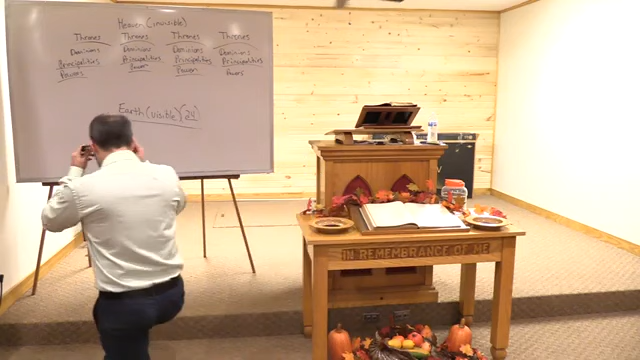 Heaven (invisible)
Thrones Thrones Thrones Thrones
Dominions Dominions Dominions Dominions
Principalities Principalities Principalities Principalities
Powers Powers Powers Powers
Earth (visible) (24)
IN REMEMBRANCE OF ME